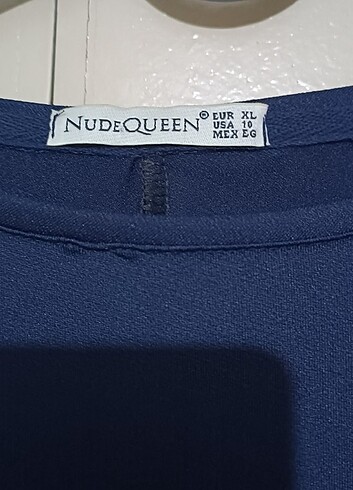 NUDEQUEEN®
EUR XL
USA 10
MEX EG